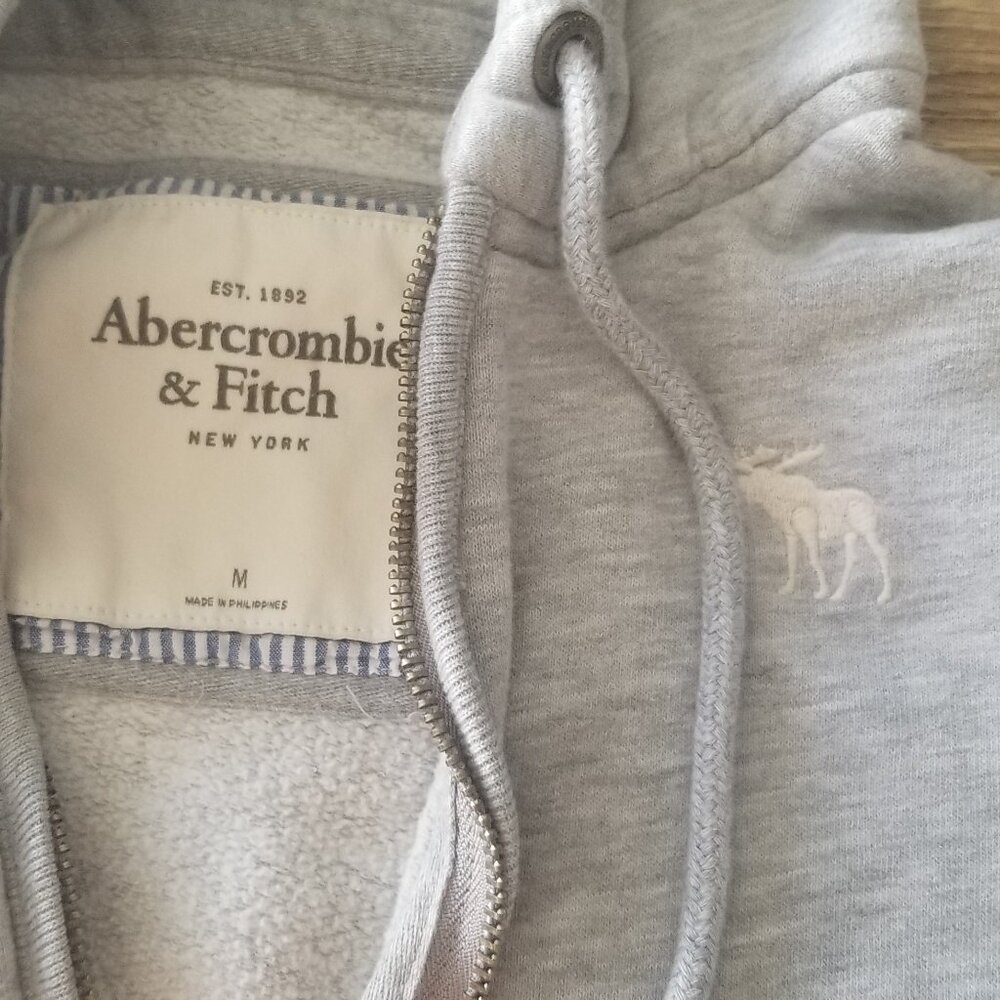 EST. 1892
Abercrombie
& Fitch
NEW YORK
M
MADE IN PHILIPPINES